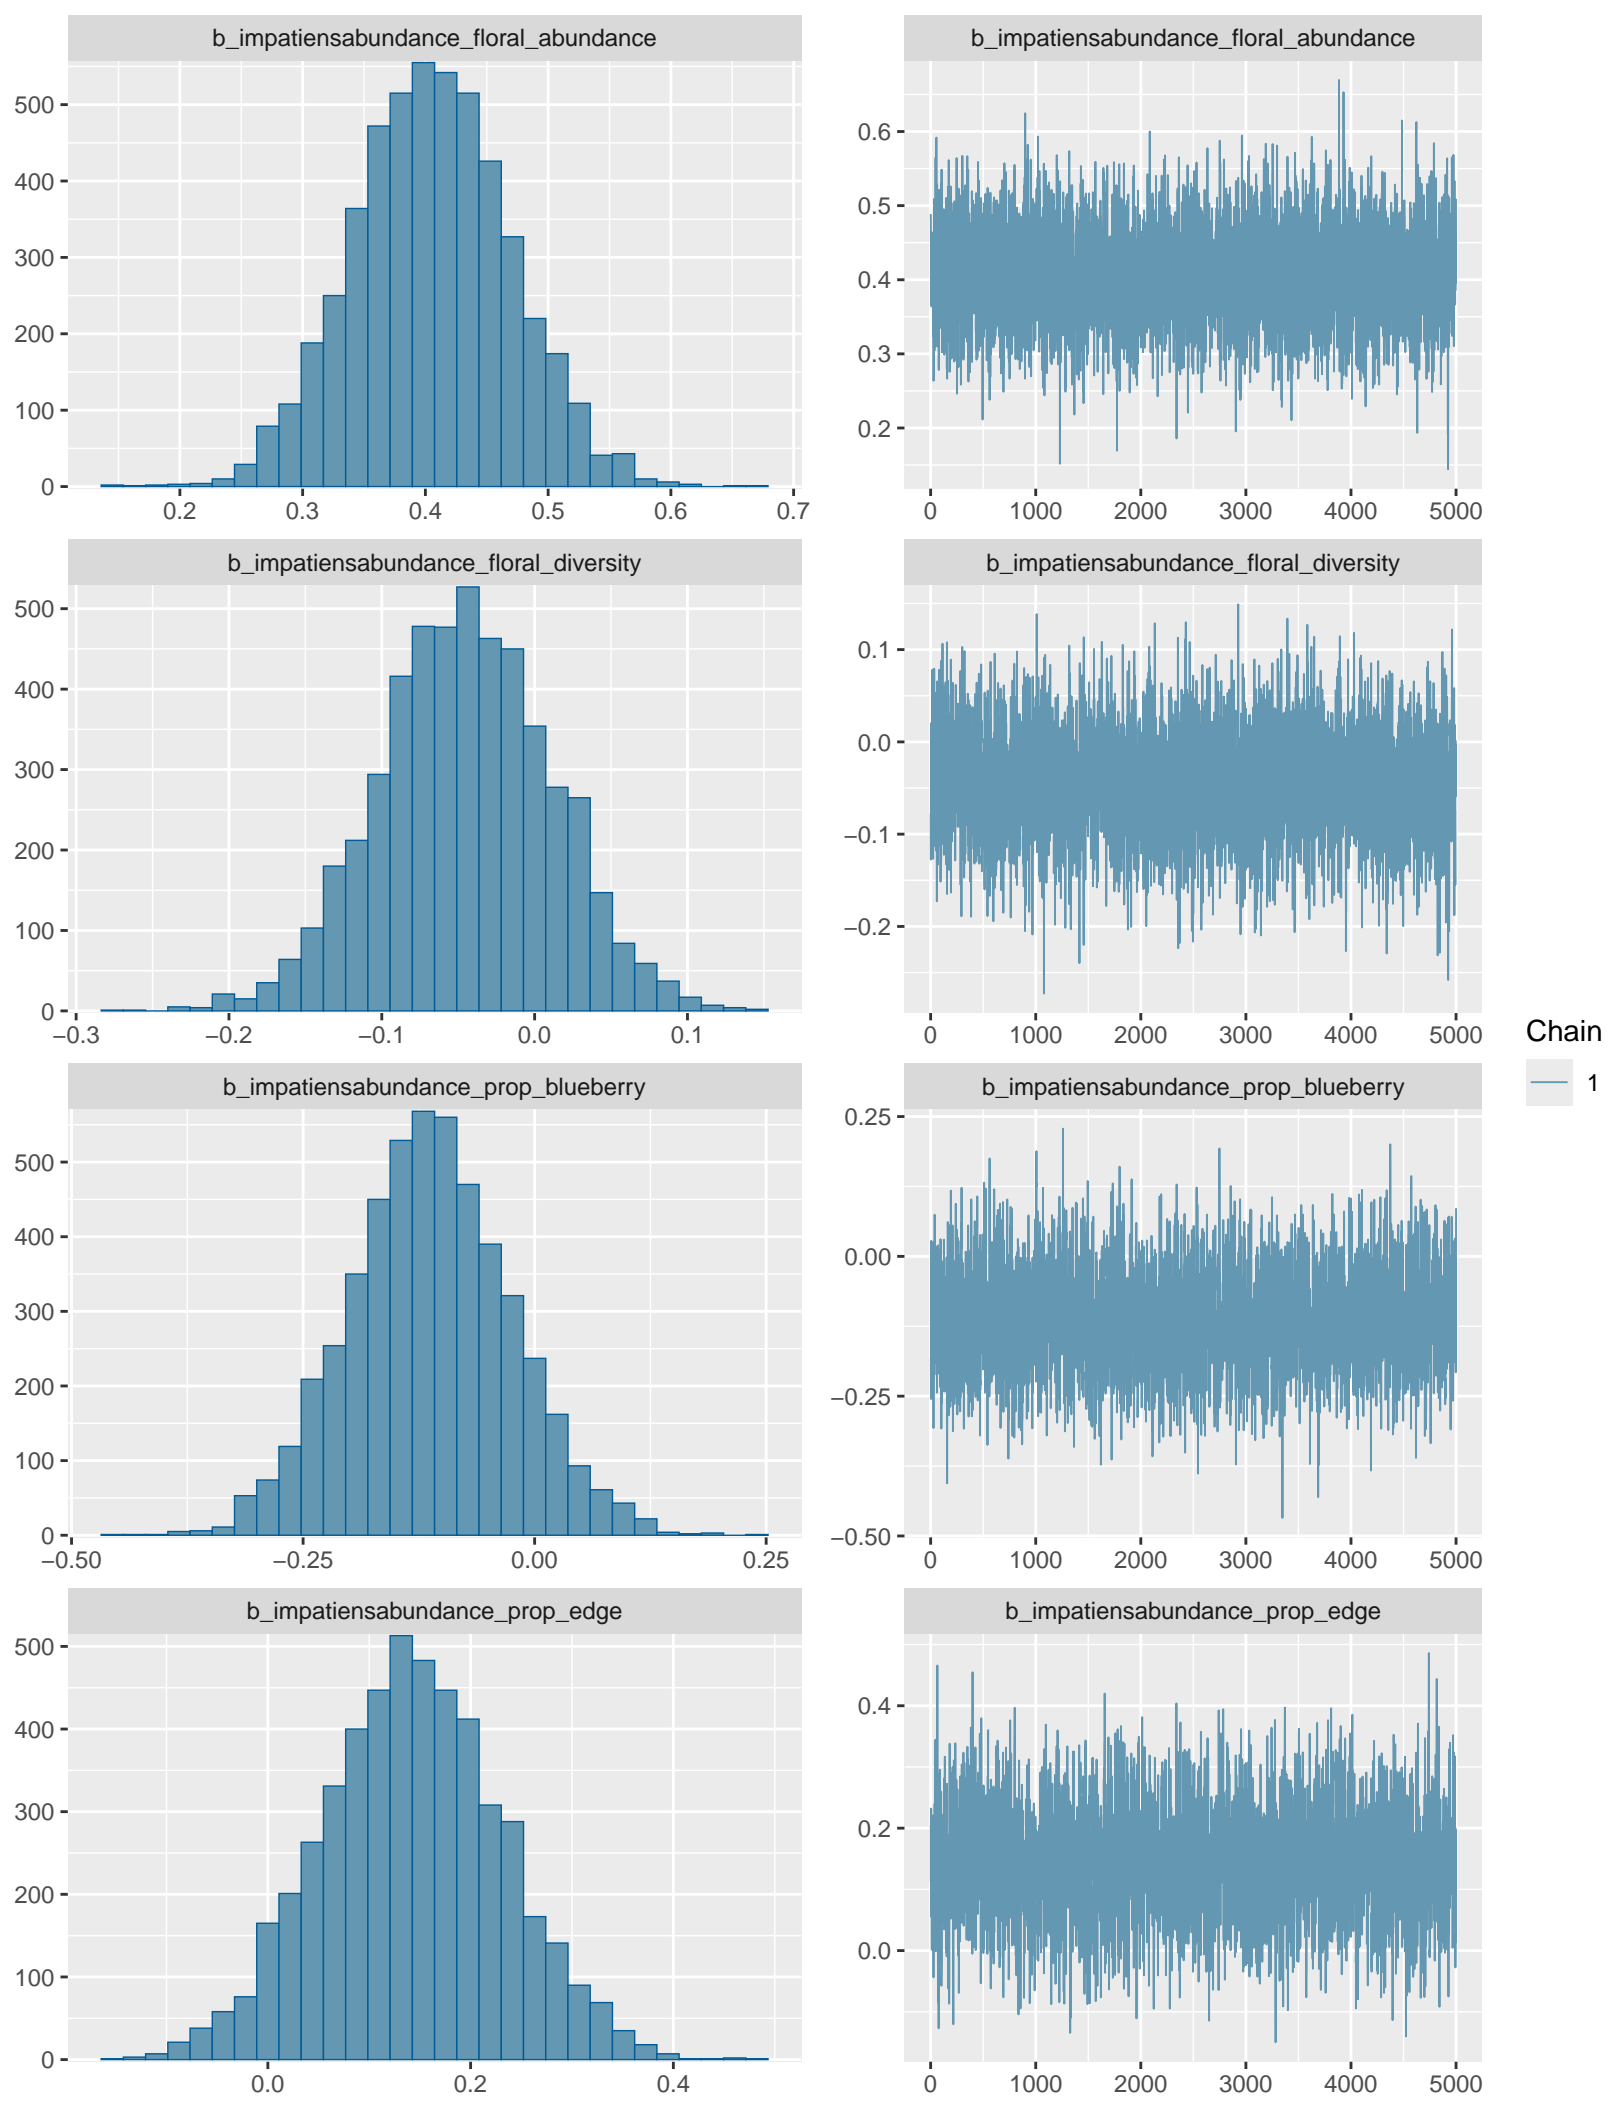 b_impatiensabundance_floral_abundance
500
400
300
200
100
0
0.2 0.3 0.4 0.5 0.6 0.7
b_impatiensabundance_floral_abundance
0.6
0.5
0.4
0.3
0.2
0 1000 2000 3000 4000 5000
b_impatiensabundance_floral_diversity
500
400
300
200
100
0
−0.3 −0.2 −0.1 0.0 0.1
b_impatiensabundance_floral_diversity
0.1
0.0
−0.1
−0.2
0 1000 2000 3000 4000 5000
b_impatiensabundance_prop_blueberry
500
400
300
200
100
0
−0.50 −0.25 0.00 0.25
b_impatiensabundance_prop_blueberry
0.25
0.00
−0.25
−0.50
0 1000 2000 3000 4000 5000
b_impatiensabundance_prop_edge
500
400
300
200
100
0
0.0 0.2 0.4
b_impatiensabundance_prop_edge
0.4
0.2
0.0
0 1000 2000 3000 4000 5000
Chain
1